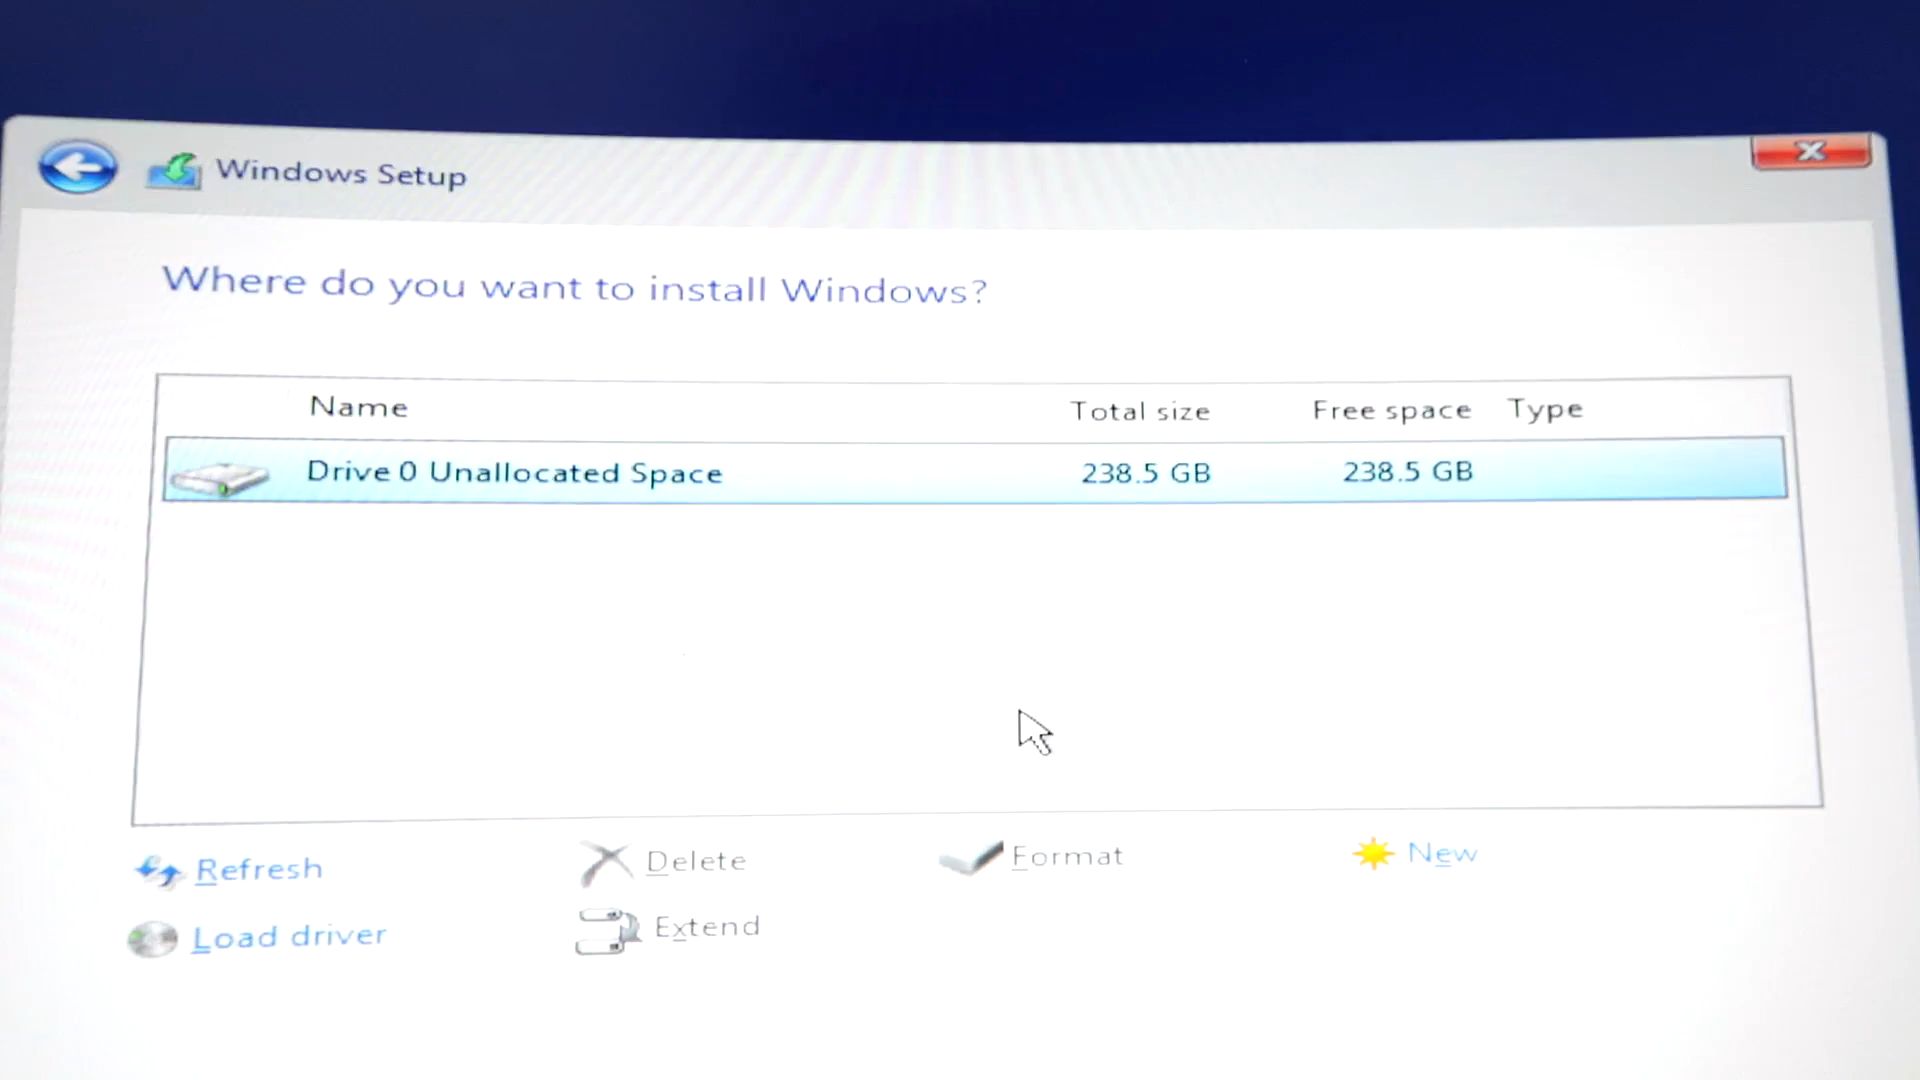 Windows Setup
Where do you want to install Windows?
Name Total size Free space Type
Drive 0 Unallocated Space 238.5 GB 238.5 GB
Refresh Delete Format New
Load driver Extend